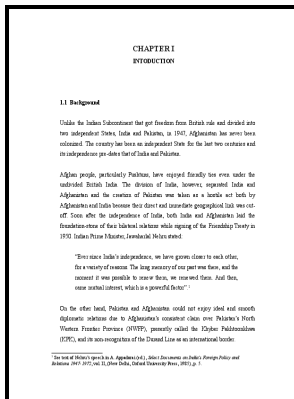 CHAPTER I
INTODUCTION
1.1 Background
Unlike the Indian Subcontinent that got freedom from British rule and divided into
two independent States, India and Pakistan, in 1947, Afghanistan has never been
colonized. The country has been an independent State for the last two centuries and
its independence pre-dates that of India and Pakistan.
Afghan people, particularly Pashtuns, have enjoyed friendly ties even under the
undivided British India. The division of India, however, separated India and
Afghanistan and the creation of Pakistan was taken as a hostile act both by
Afghanistan and India because their direct and immediate geographical link was cut-
off. Soon after the independence of India, both India and Afghanistan laid the
foundation-stone of their bilateral relations while signing of the Friendship Treaty in
1950. Indian Prime Minister, Jawaharlal Nehru stated:
"Ever since India's independence, we have grown closer to each other,
for a variety of reasons. The long memory of our past was there, and the
moment it was possible to renew them, we renewed them. And then,
came mutual interest, which is a powerful factor" 1
On the other hand, Pakistan and Afghanistan could not enjoy ideal and smooth
diplomatic relations due to Afghanistan's consistent claim over Pakistan's North
Western Frontier Province (NWFP), presently called the Khyber Pakhtoonkhwa
(KPK), and its non-recognition of the Durand Line as an international border
1 See text of Nehru's speech in A. Appadorai (ed.), Select Documents on India's Foreign Policy and
Relations 1947-1972, vol. II, (New Delhi, Oxford University Press, 1985), p. 5.